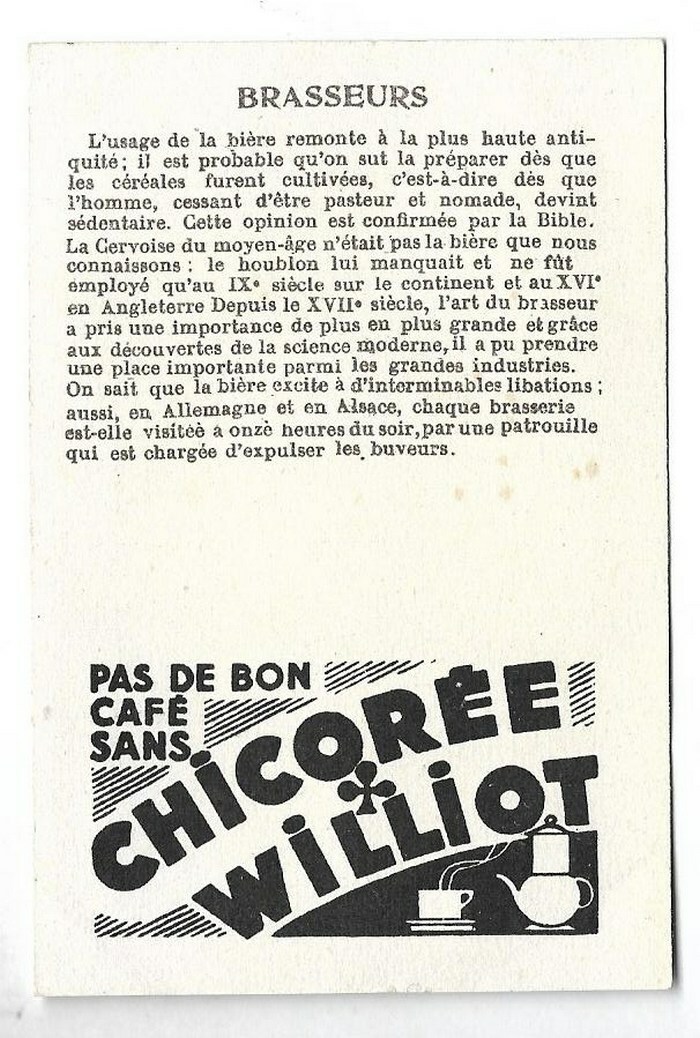 BRASSEURS
L'usage de la bière remonte à la plus haute anti-
quité; il est probable qu'on sut la préparer dès que
les céréales furent cultivées, c'est-à-dire dès que
l'homme, cessant d'être pasteur et nomade, devint
sédentaire. Cette opinion est confirmée par la Bible.
La Cervoise du moyen-âge n'était pas la bière que nous
connaissons : le houblon lui manquait et ne fût
employé qu'au IXe siècle sur le continent et au XVIe
en Angleterre Depuis le XVIIe siècle, l'art du brasseur
a pris une importance de plus en plus grande et grâce
aux découvertes de la science moderne, il a pu prendre
une place importante parmi les grandes industries.
On sait que la bière excite à d'interminables libations;
aussi, en Allemagne et en Alsace, chaque brasserie
est-elle visitéè à onzè heures du soir, par une patrouille
qui est chargée d'expulser les buveurs.
PAS DE BON
CAFÉ
SANS
CHICORÉE
WILLIOT